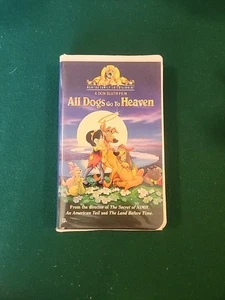 A DON BLUTH FILM
All Dogs Go To Heaven
From the director of The Secret of NIMH,
An American Tail and The Land Before Time.